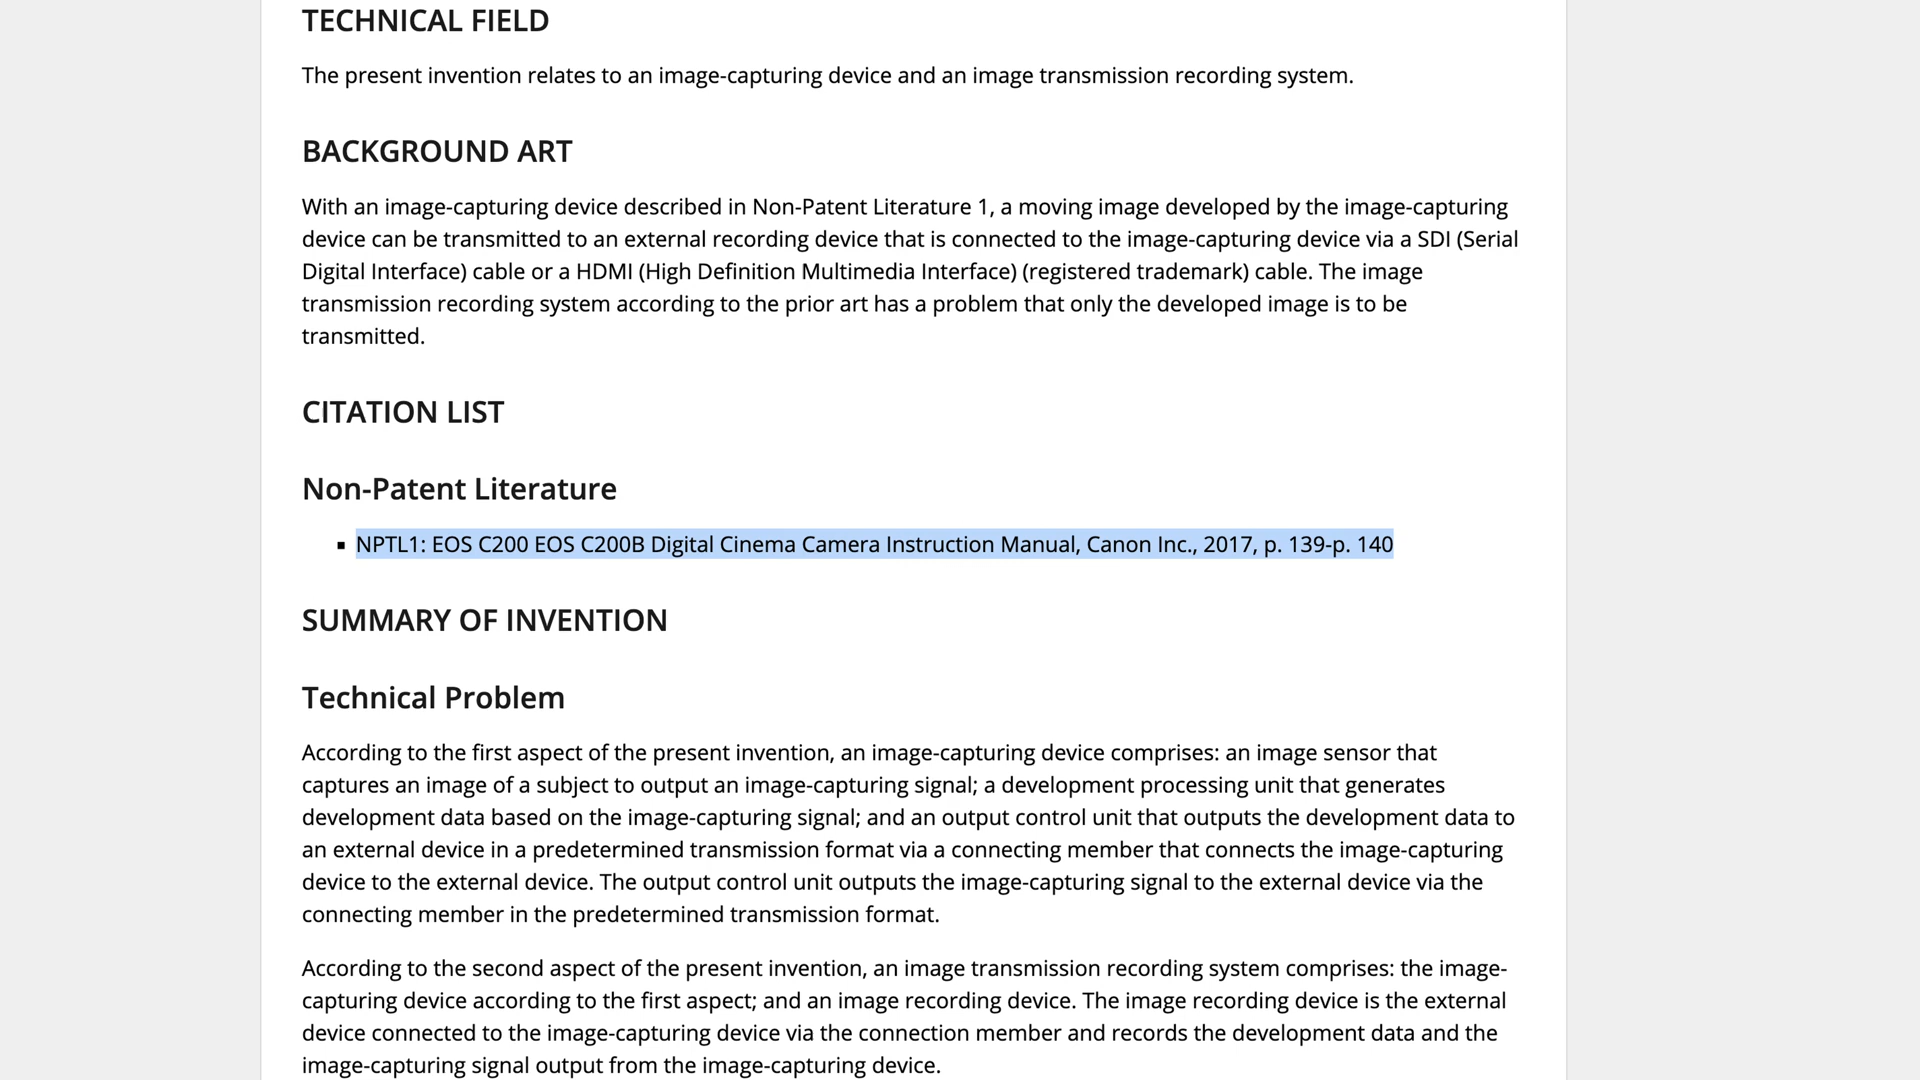 TECHNICAL FIELD
The present invention relates to an image-capturing device and an image transmission recording system.
BACKGROUND ART
With an image-capturing device described in Non-Patent Literature 1, a moving image developed by the image-capturing
device can be transmitted to an external recording device that is connected to the image-capturing device via a SDI (Serial
Digital Interface) cable or a HDMI (High Definition Multimedia Interface) (registered trademark) cable. The image
transmission recording system according to the prior art has a problem that only the developed image is to be
transmitted.
CITATION LIST
Non-Patent Literature
▪ NPTL1: EOS C200 EOS C200B Digital Cinema Camera Instruction Manual, Canon Inc., 2017, p. 139-p. 140
SUMMARY OF INVENTION
Technical Problem
According to the first aspect of the present invention, an image-capturing device comprises: an image sensor that
captures an image of a subject to output an image-capturing signal; a development processing unit that generates
development data based on the image-capturing signal; and an output control unit that outputs the development data to
an external device in a predetermined transmission format via a connecting member that connects the image-capturing
device to the external device. The output control unit outputs the image-capturing signal to the external device via the
connecting member in the predetermined transmission format.
According to the second aspect of the present invention, an image transmission recording system comprises: the image-
capturing device according to the first aspect; and an image recording device. The image recording device is the external
device connected to the image-capturing device via the connection member and records the development data and the
image-capturing signal output from the image-capturing device.